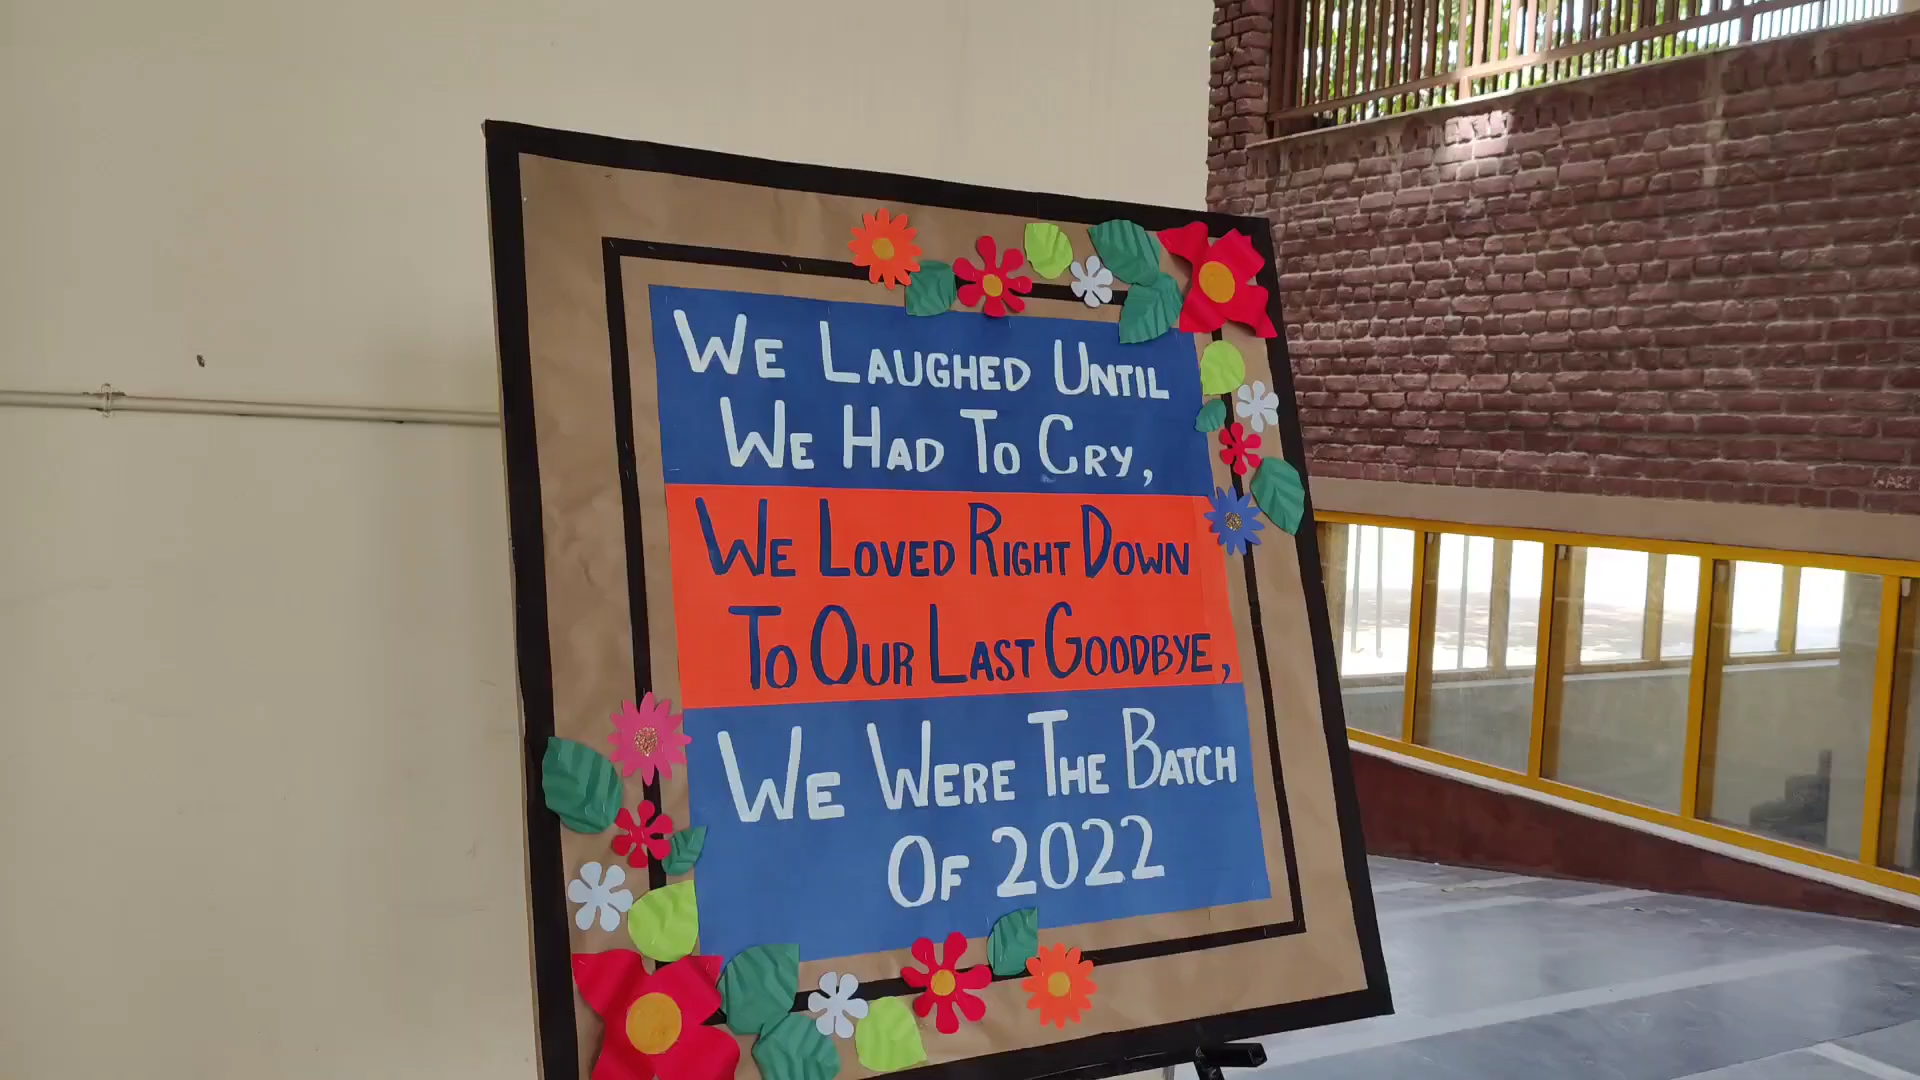 We Laughed Until
We Had To Cry,
We Loved Right Down
To Our Last Goodbye,
We Were The Batch
Of 2022